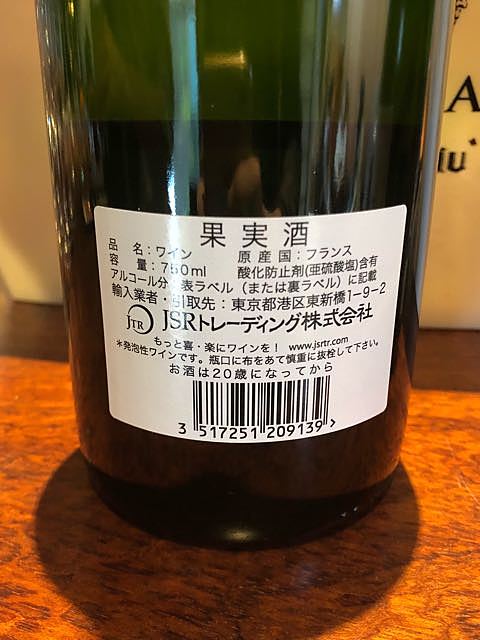 果実酒
品名：ワイン 原産国：フランス
容量：750ml 酸化防止剤(亜硫酸塩)含有
アルコール分：表ラベル（または裏ラベル）に記載
輸入業者・引取先：東京都港区東新橋1-9-2
JTR JSRトレーディング株式会社
もっと喜・楽にワインを！ www.jsrtr.com
*発泡性ワインです。瓶口に布をあて慎重に抜栓して下さい。
お酒は20歳になってから
3 517251 209139 >
A